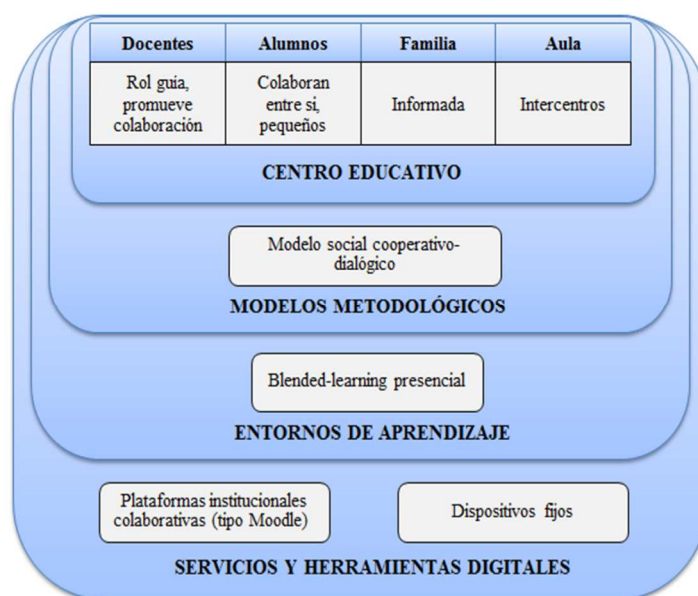 Docentes Alumnos Familia Aula
Rol guía,
promueve
colaboración
Colaboran
entre si,
pequeños
Informada
Intercentros
CENTRO EDUCATIVO
Modelo social cooperativo-
dialógico
MODELOS METODOLÓGICOS
Blended-learning presencial
ENTORNOS DE APRENDIZAJE
Plataformas institucionales
colaborativas (tipo Moodle)
Dispositivos fijos
SERVICIOS Y HERRAMIENTAS DIGITALES